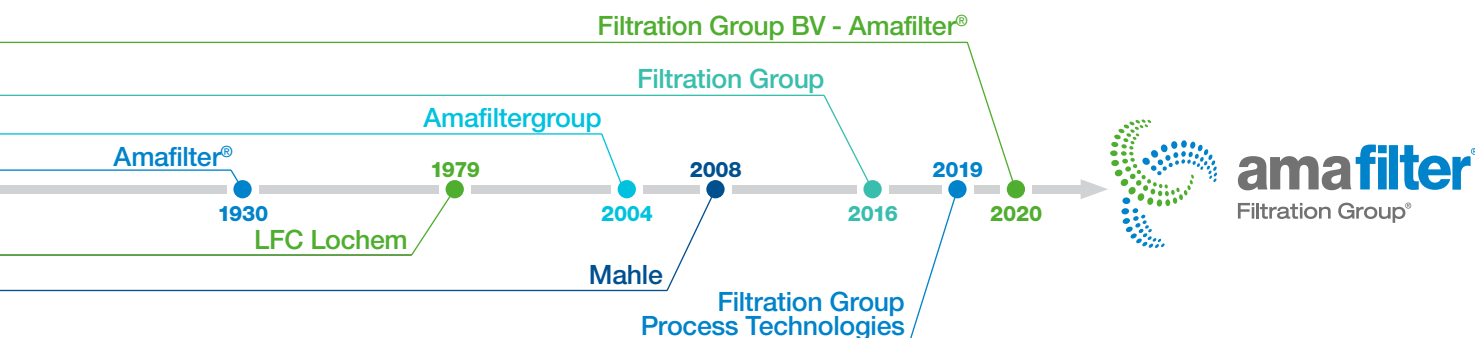 Filtration Group BV - Amafilter®
Filtration Group
Amafiltergroup
Amafilter®
1979
2008
2019
1930
2004
2016
2020
LFC Lochem
Mahle
Filtration Group
Process Technologies
amafilter®
Filtration Group®